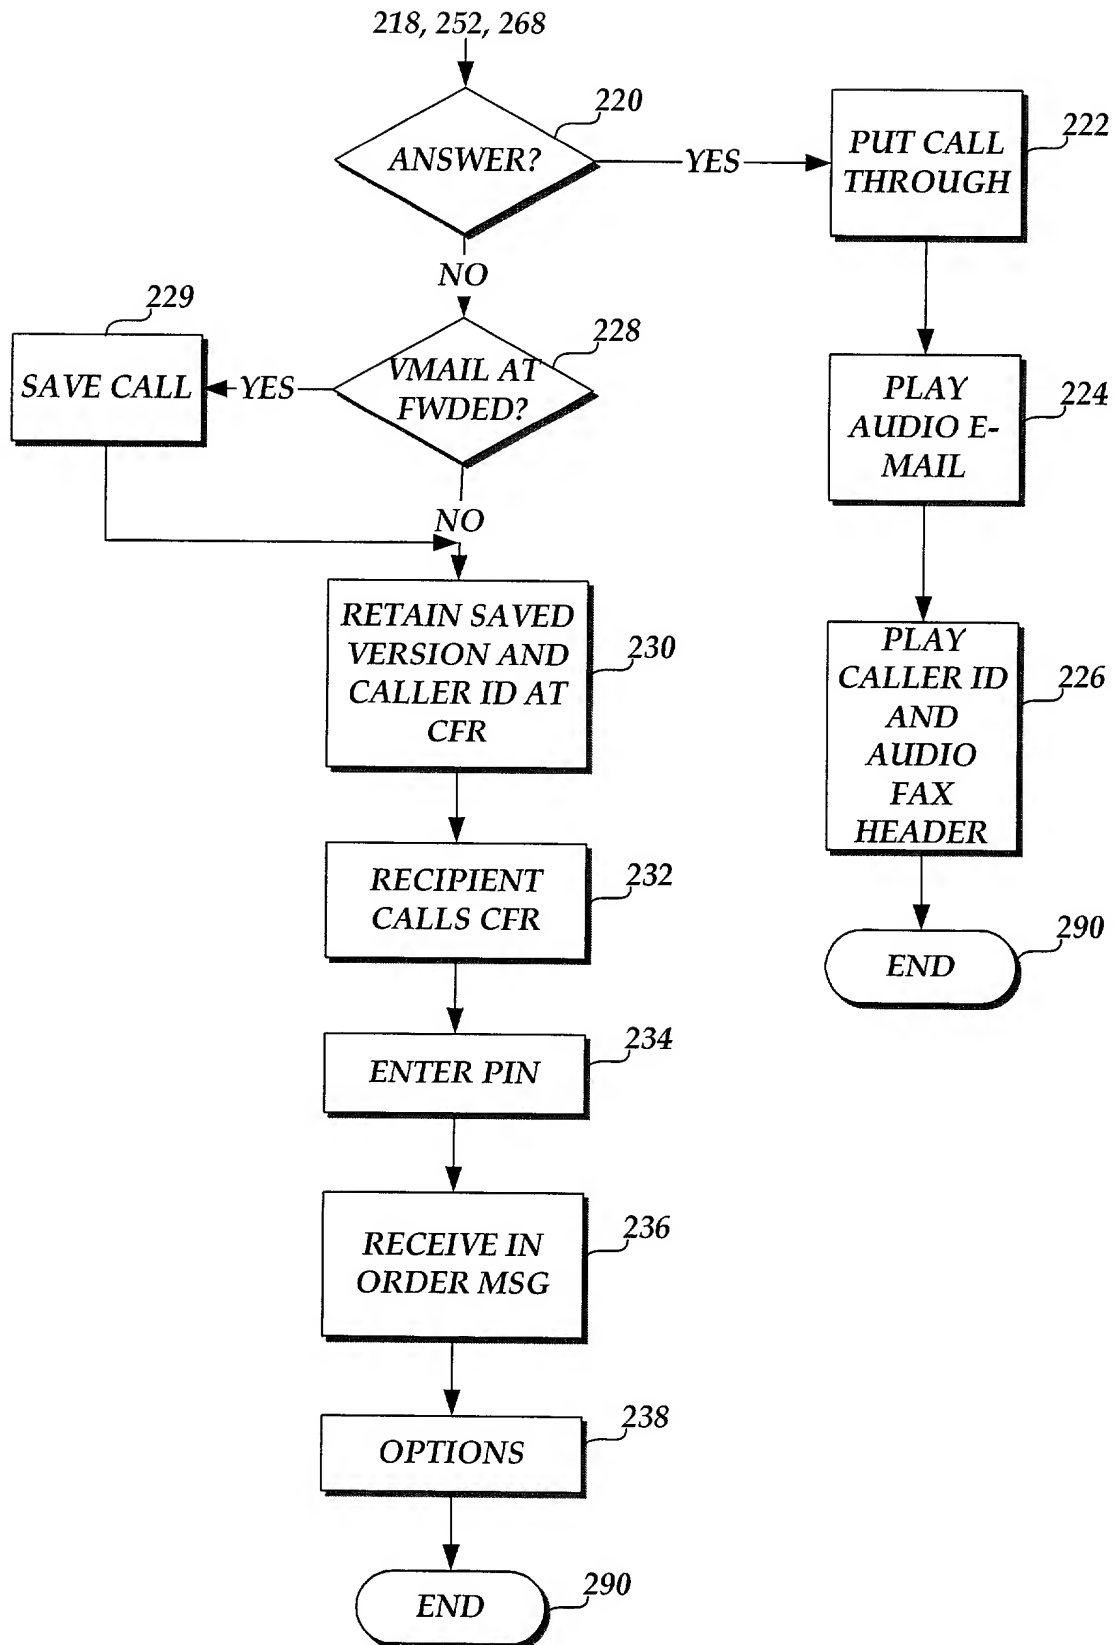 218, 252, 268
220
ANSWER?
YES
PUT CALL
THROUGH
222
NO
229
SAVE CALL
YES
VMAIL AT
FWDED?
228
PLAY
AUDIO E-
MAIL
224
NO
RETAIN SAVED
VERSION AND
CALLER ID AT
CFR
230
PLAY
CALLER ID
AND
AUDIO
FAX
HEADER
226
RECIPIENT
CALLS CFR
232
END
290
ENTER PIN
234
RECEIVE IN
ORDER MSG
236
OPTIONS
238
END
290